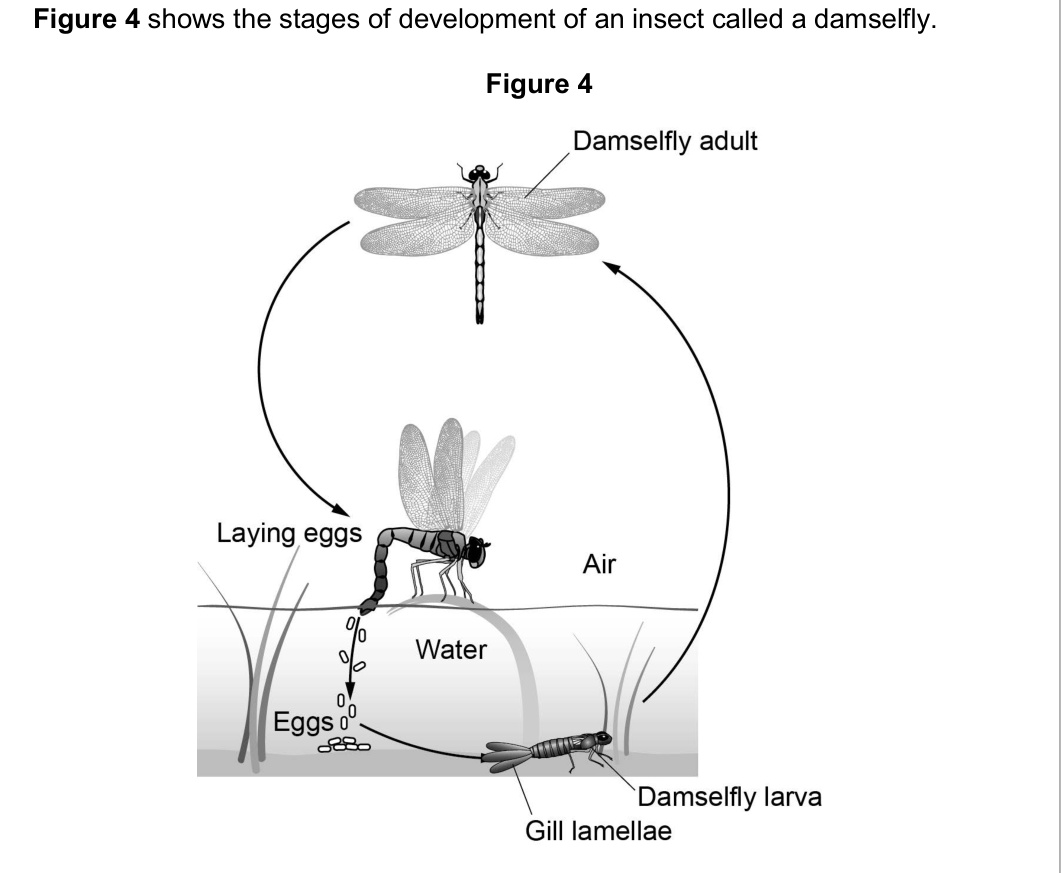 Figure 4 shows the stages of development of an insect called a damselfly.
Figure 4
Damselfly adult
Laying eggs
Air
Water
Eggs
Damselfly larva
Gill lamellae